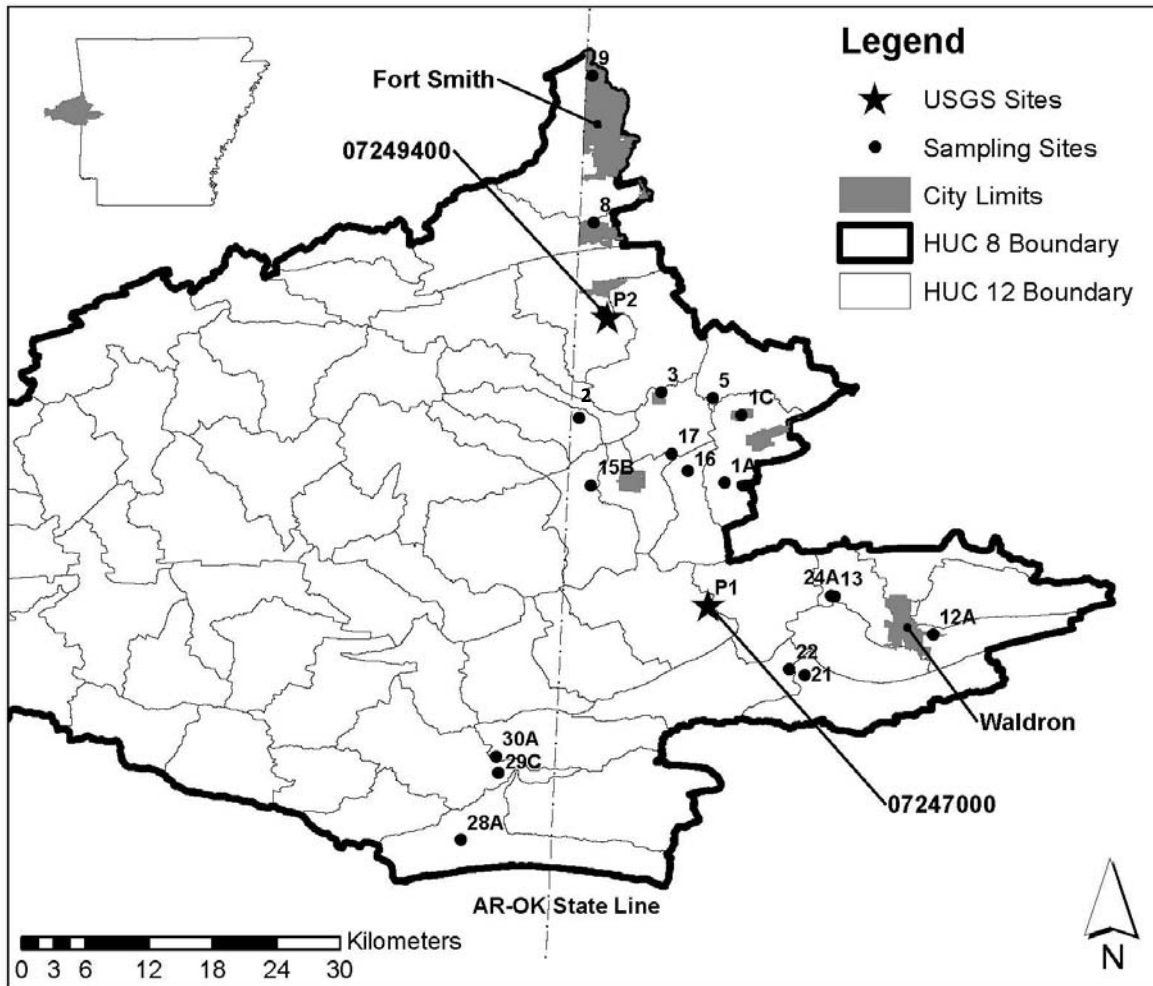 Legend
USGS Sites
Sampling Sites
City Limits
HUC 8 Boundary
HUC 12 Boundary
9
Fort Smith
07249400
8
P2
3
5
2
1C
17
16
15B
1A
P1
24A 13
12A
22
21
Waldron
30A
29C
07247000
28A
AR-OK State Line
Kilometers
0 3 6 12 18 24 30
N